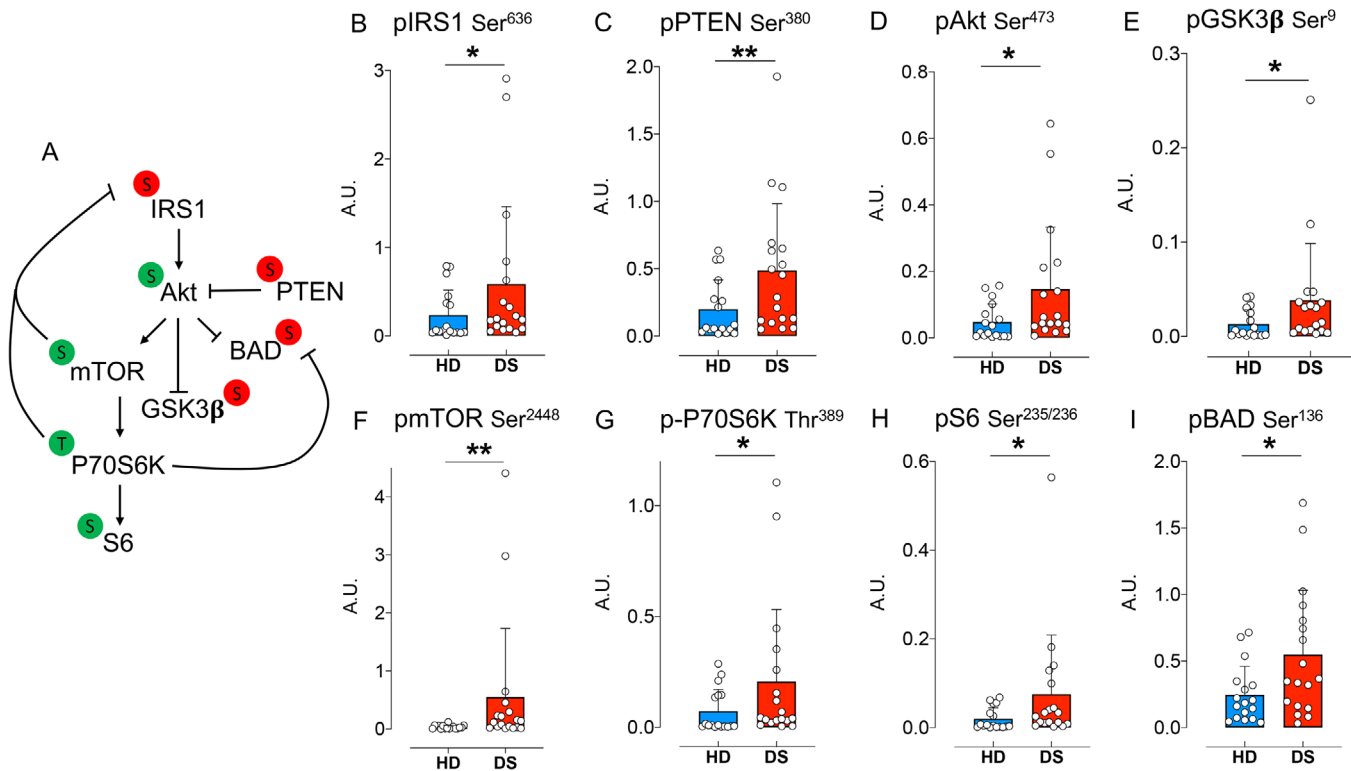 A
S
IRS1
S
Akt
S
PTEN
S
mTOR
BAD
S
GSK3β
S
T
P70S6K
S
S6
B pIRS1 Ser636
*
A.U.
3
2
1
0
HD DS
C pPTEN Ser380
**
A.U.
2.0
1.5
1.0
0.5
0.0
HD DS
D pAkt Ser473
*
A.U.
0.8
0.6
0.4
0.2
0.0
HD DS
E pGSK3β Ser9
*
A.U.
0.3
0.2
0.1
0.0
HD DS
F pmTOR Ser2448
**
A.U.
4
3
2
1
0
HD DS
G p-P70S6K Thr389
*
A.U.
1.0
0.5
0.0
HD DS
H pS6 Ser235/236
*
A.U.
0.6
0.4
0.2
0.0
HD DS
I pBAD Ser136
*
A.U.
2.0
1.5
1.0
0.5
0.0
HD DS